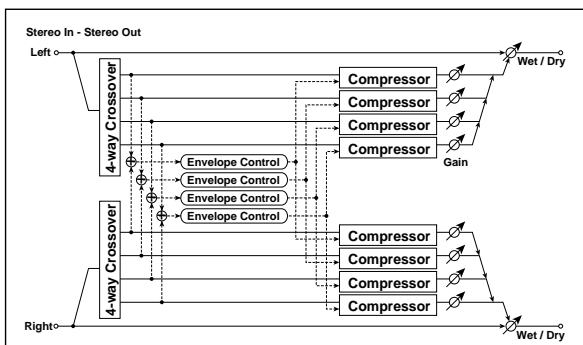 Stereo In - Stereo Out
Left
Wet / Dry
4-way Crossover
Compressor
Compressor
Compressor
Compressor
Gain
Envelope Control
Envelope Control
Envelope Control
Envelope Control
4-way Crossover
Compressor
Compressor
Compressor
Compressor
Right
Wet / Dry